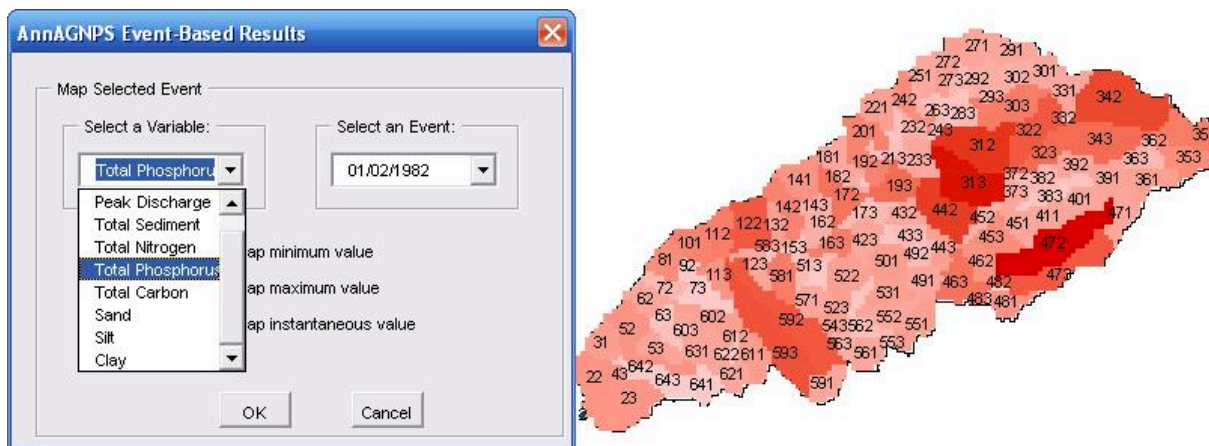 AnnAGNPS Event-Based Results
Map Selected Event
Select a Variable:
Select an Event:
Total Phosphoru
01/02/1982
Peak Discharge
Total Sediment
Total Nitrogen
Total Phosphorus
Total Carbon
Sand
Silt
Clay
ap minimum value
ap maximum value
ap instantaneous value
OK
Cancel
271 291
272
251 273 292 302 301
331
342
221 242 263 283 293 303
332
201 232 243 322
312 343 362 35
181 192 213 233 323 363 353
141 182 193 313 372 382 392 391 361
172 373 383 401
142 143 442
122 132 162 173 432 452 451 411 471
101 112 583 153 163 423 433 443 453 472
81 92 113 123 581 513 501 492 462 473
72 73 522 491 463 482
62 571 531 483 481
63 602 592 523
52 603 612 543 562 552 551
31 53 631 622 611 593 563 561 553
22 43 642 643 641 621 591
23